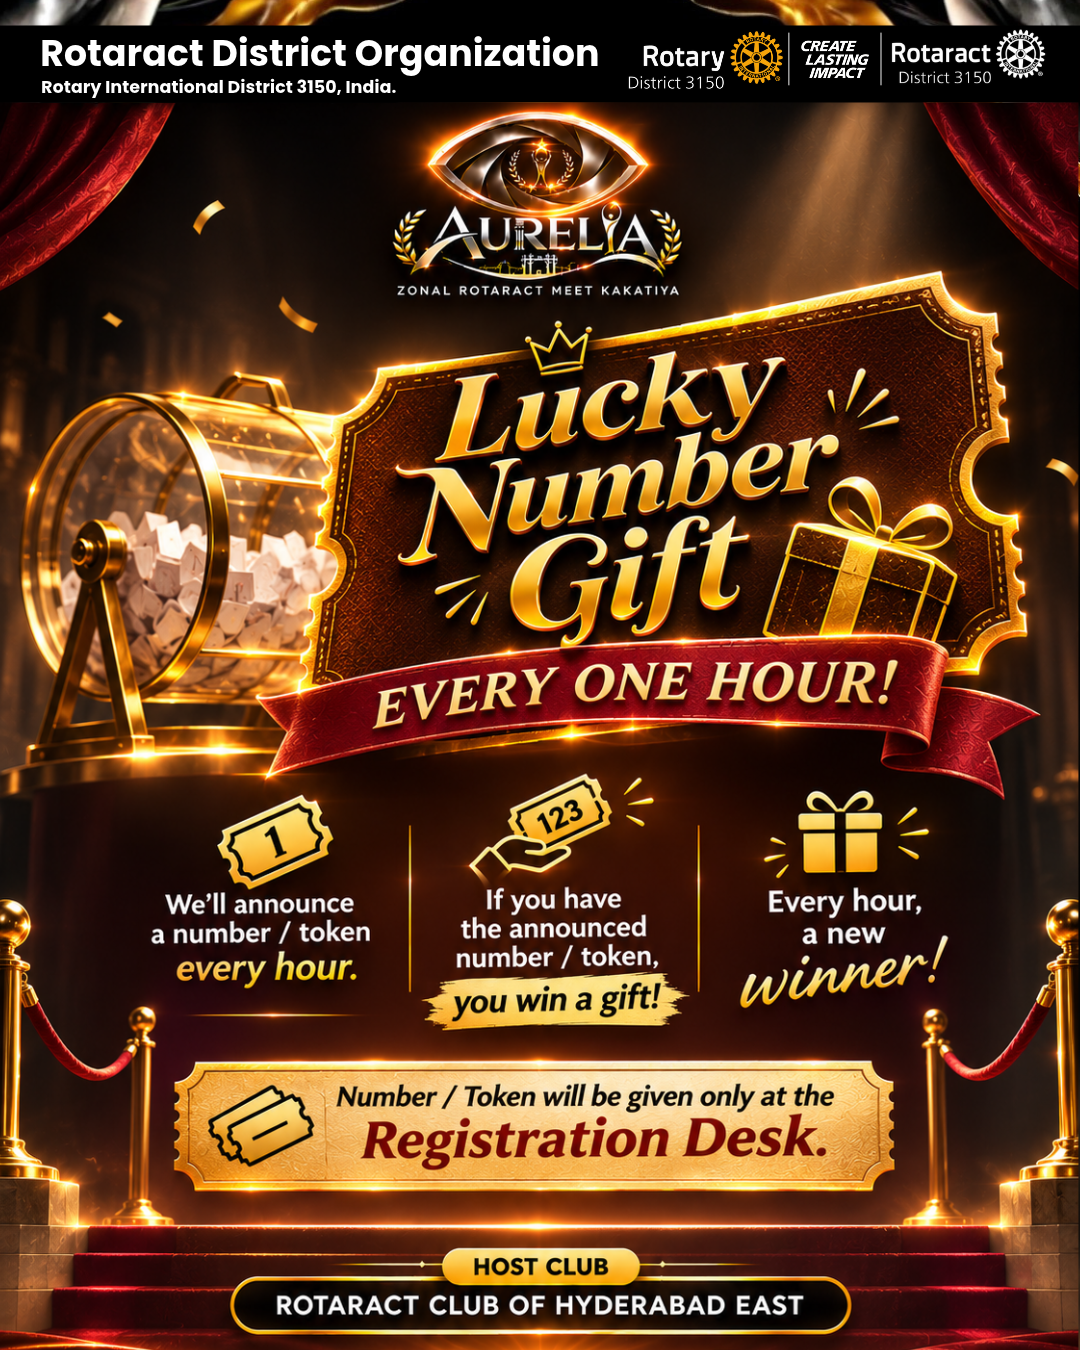 Rotaract District Organization
Rotary International District 3150, India.
Rotary
District 3150
CREATE
LASTING
IMPACT
Rotaract
District 3150
AURELIA
ZONAL ROTARACT MEET KAKATIYA
Lucky
Number
Gift
EVERY ONE HOUR!
1
We'll announce
a number / token
every hour.
123
If you have
the announced
number / token,
you win a gift!
Every hour,
a new
winner!
Number / Token will be given only at the
Registration Desk.
HOST CLUB
ROTARACT CLUB OF HYDERABAD EAST